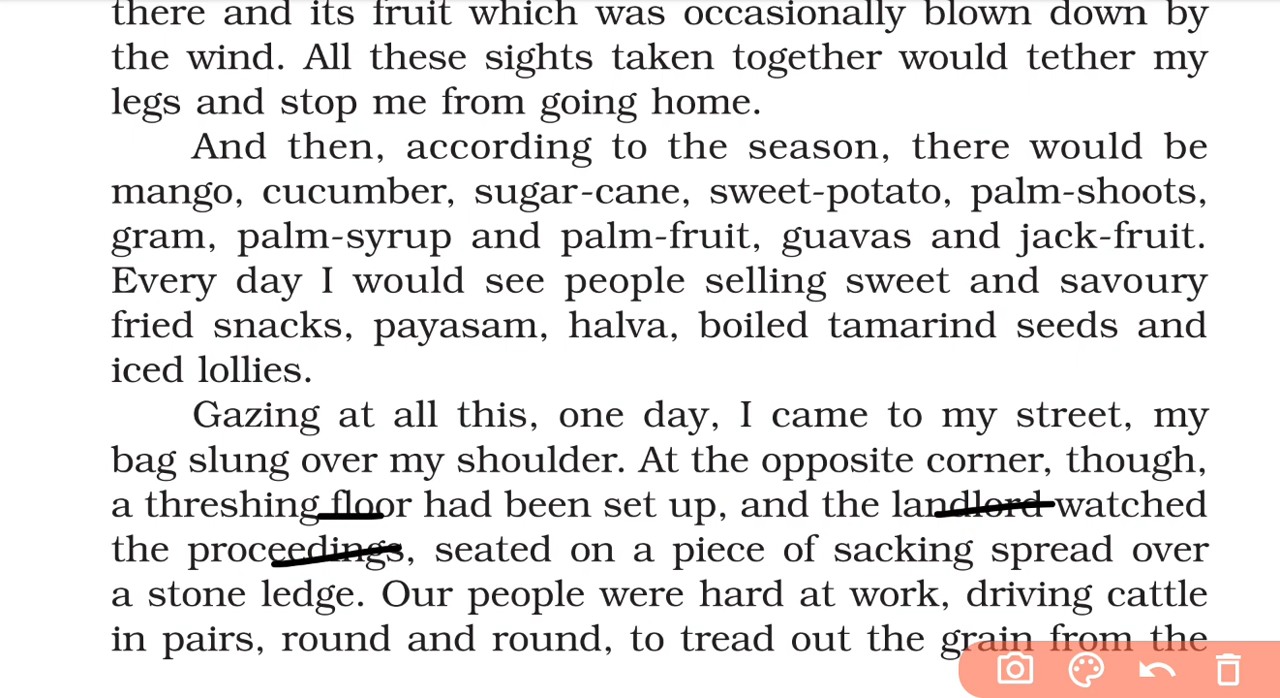 there and its fruit which was occasionally blown down by
the wind. All these sights taken together would tether my
legs and stop me from going home.
And then, according to the season, there would be
mango, cucumber, sugar-cane, sweet-potato, palm-shoots,
gram, palm-syrup and palm-fruit, guavas and jack-fruit.
Every day I would see people selling sweet and savoury
fried snacks, payasam, halva, boiled tamarind seeds and
iced lollies.
Gazing at all this, one day, I came to my street, my
bag slung over my shoulder. At the opposite corner, though,
a threshing floor had been set up, and the landlord watched
the proceedings, seated on a piece of sacking spread over
a stone ledge. Our people were hard at work, driving cattle
in pairs, round and round, to tread out the grain from the